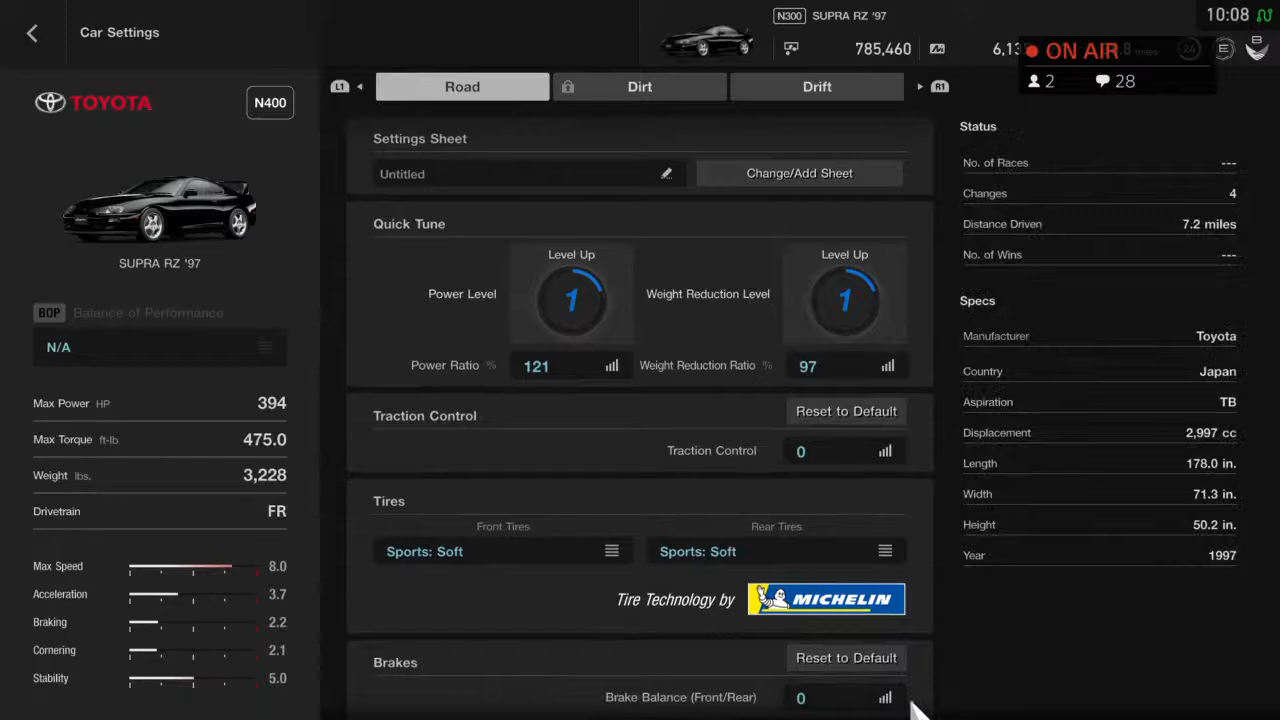 Car Settings
N300 SUPRA RZ '97
785,460
10:08
ON AIR
.8 miles
24
E
B
2
28
TOYOTA
N400
SUPRA RZ '97
BOP Balance of Performance
N/A
Max Power HP 394
Max Torque ft-lb 475.0
Weight lbs. 3,228
Drivetrain FR
Max Speed 8.0
Acceleration 3.7
Braking 2.2
Cornering 2.1
Stability 5.0
L1 Road Dirt Drift R1
Settings Sheet
Untitled Change/Add Sheet
Quick Tune
Level Up Level Up
Power Level 1 Weight Reduction Level 1
Power Ratio % 121 Weight Reduction Ratio % 97
Traction Control Reset to Default
Traction Control 0
Tires
Front Tires Rear Tires
Sports: Soft Sports: Soft
Tire Technology by MICHELIN
Brakes Reset to Default
Brake Balance (Front/Rear) 0
Status
No. of Races ---
Changes 4
Distance Driven 7.2 miles
No. of Wins ---
Specs
Manufacturer Toyota
Country Japan
Aspiration TB
Displacement 2,997 cc
Length 178.0 in.
Width 71.3 in.
Height 50.2 in.
Year 1997